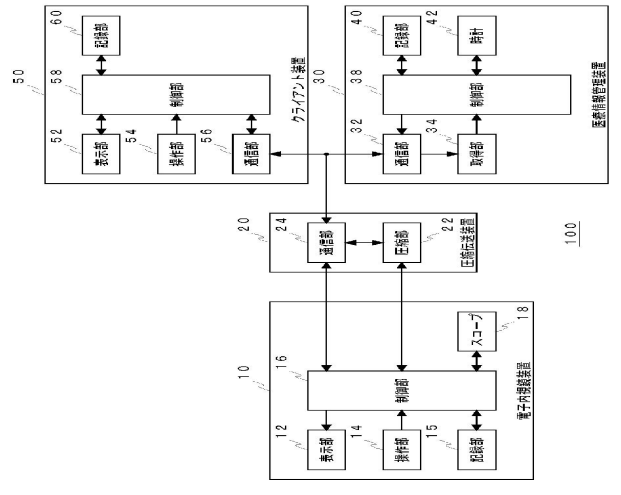 100
電子内視鏡装置
10
表示部
12
操作部
14
記録部
15
制御部
16
スコープ
18
圧縮伝送装置
20
通信部
24
圧縮部
22
クライアント装置
50
表示部
52
操作部
54
通信部
56
制御部
58
記録部
60
医療情報管理装置
30
通信部
32
取得部
34
制御部
38
記録部
40
時計
42